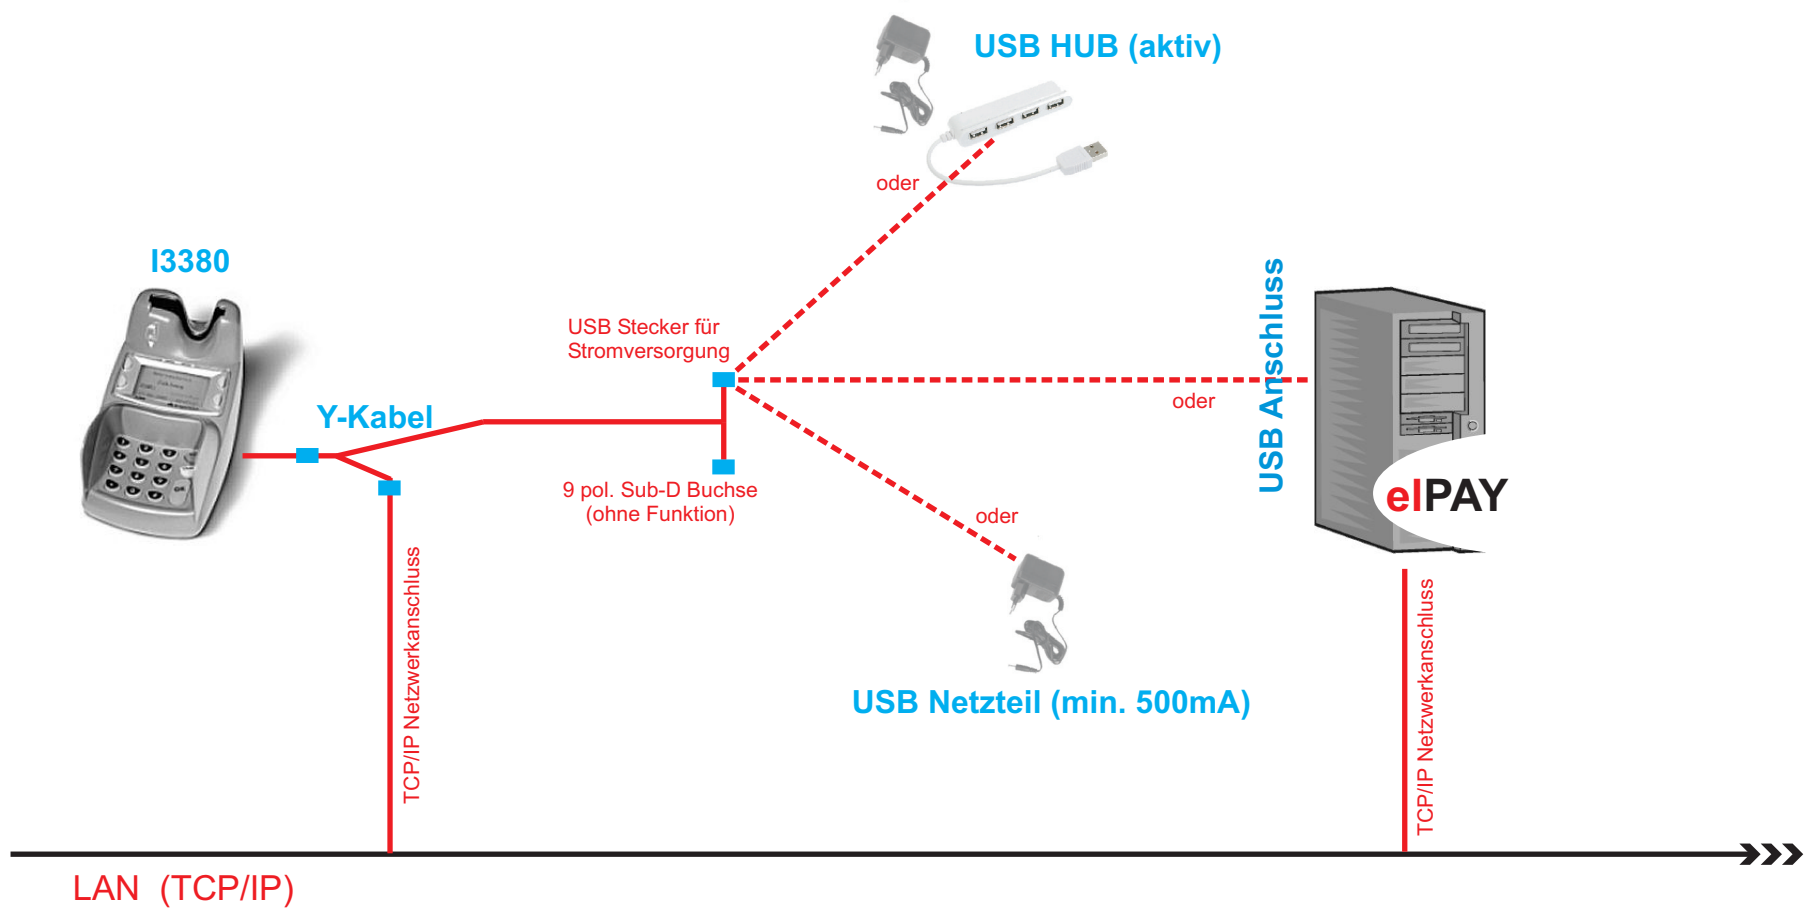 USB HUB (aktiv)
oder
I3380
USB Stecker für
Stromversorgung
USB Anschluss
oder
Y-Kabel
9 pol. Sub-D Buchse
(ohne Funktion)
oder
elPAY
TCP/IP Netzwerkanschluss
TCP/IP Netzwerkanschluss
USB Netzteil (min. 500mA)
LAN (TCP/IP)